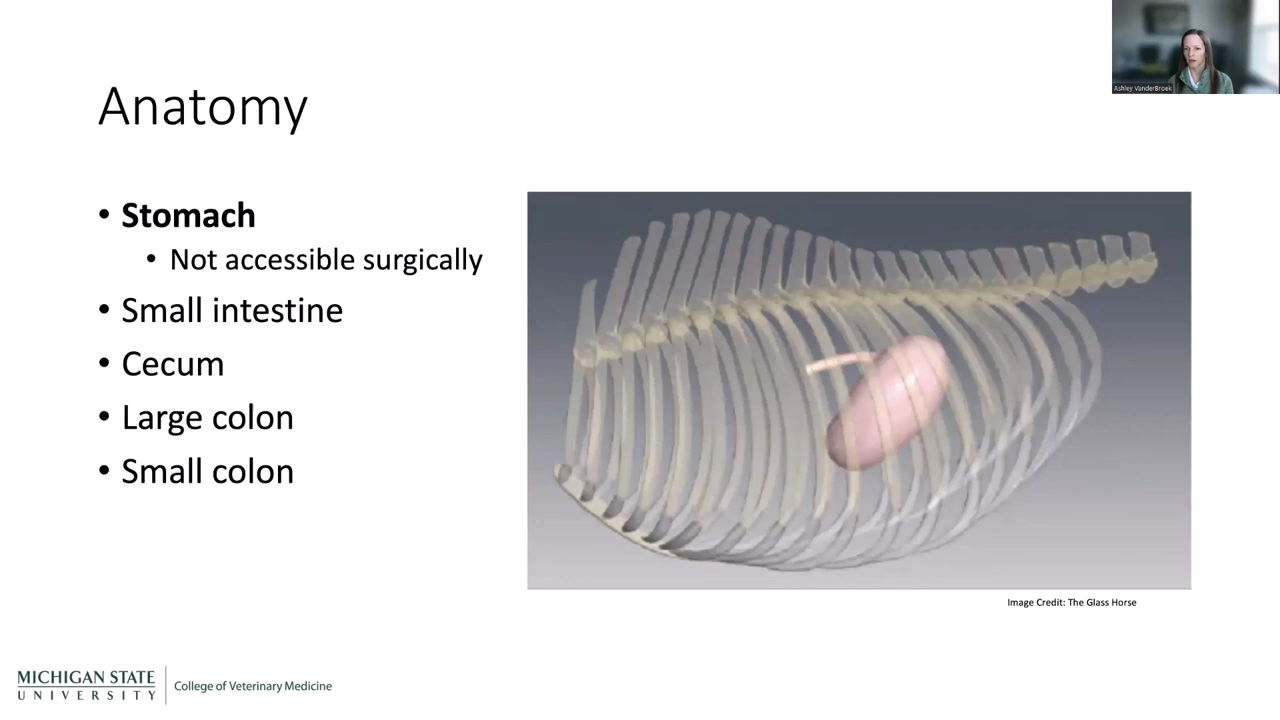 Ashley VanderBroek
Anatomy
• Stomach
• Not accessible surgically
• Small intestine
• Cecum
• Large colon
• Small colon
Image Credit: The Glass Horse
MICHIGAN STATE
UNIVERSITY
College of Veterinary Medicine